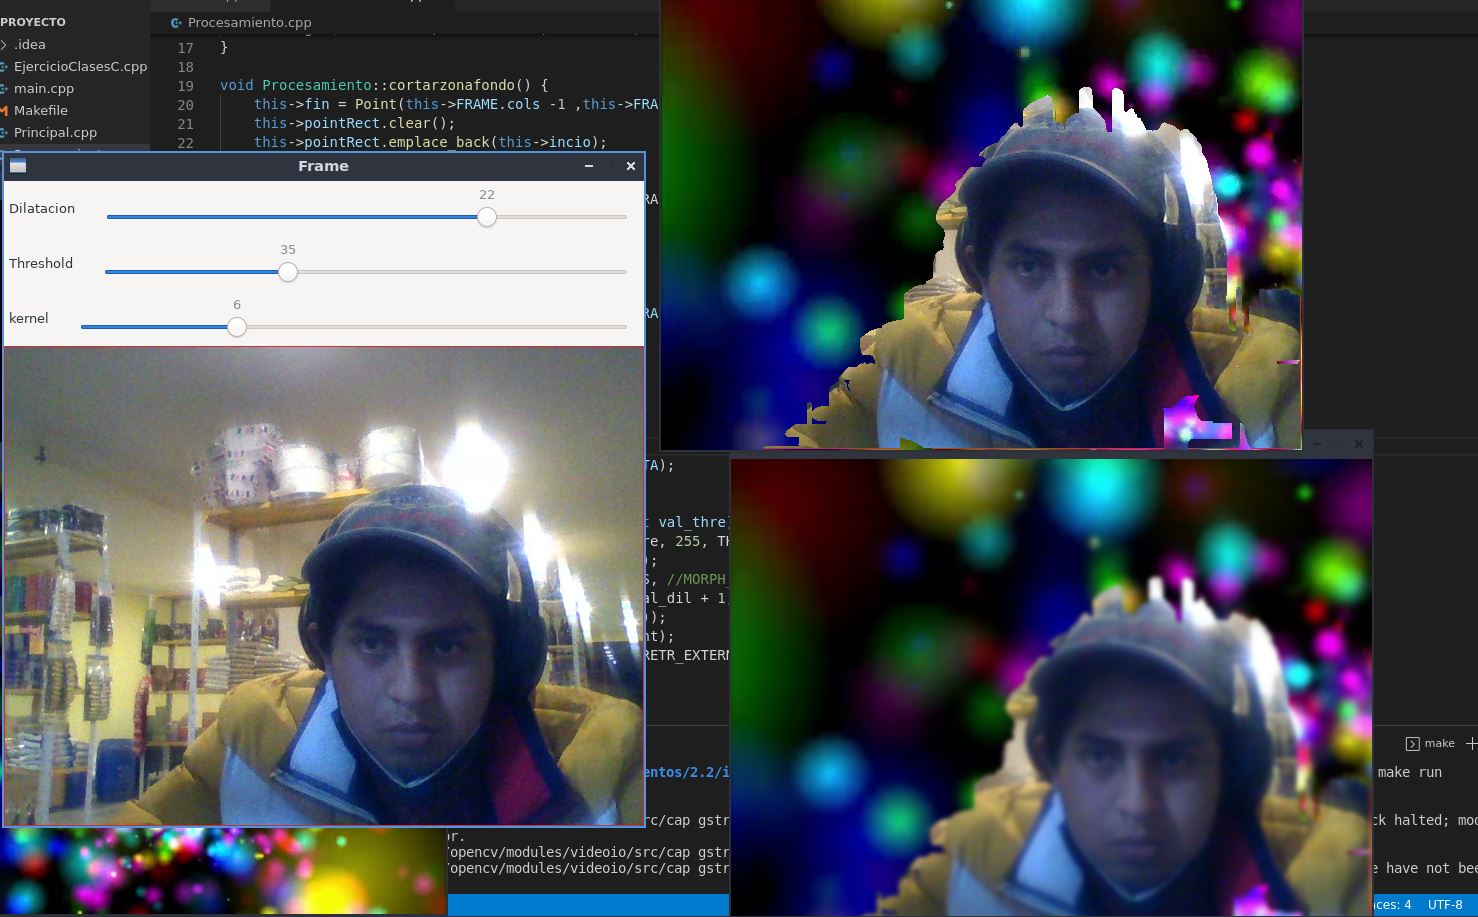 PROYECTO
.idea
EjercicioClasesC.cpp
main.cpp
Makefile
Principal.cpp
Procesamiento.cpp
17 }
18
19 void Procesamiento::cortarzonafondo() {
20 this->fin = Point(this->FRAME.cols -1 ,this->FRA
21 this->pointRect.clear();
22 this->pointRect.emplace_back(this->incio);
Frame
Dilatacion 22
Threshold 35
kernel 6
RA
RA
TA);
t val_thre
re, 255, TH
);
S, //MORPH
al_dil + 1
));
nt);
RETR_EXTERN
make
entos/2.2/i
make run
rc/cap gstr
ck halted; mod
or.
/opencv/modules/videoio/src/cap gstr
/opencv/modules/videoio/src/cap gstr
e have not bee
aces: 4 UTF-8